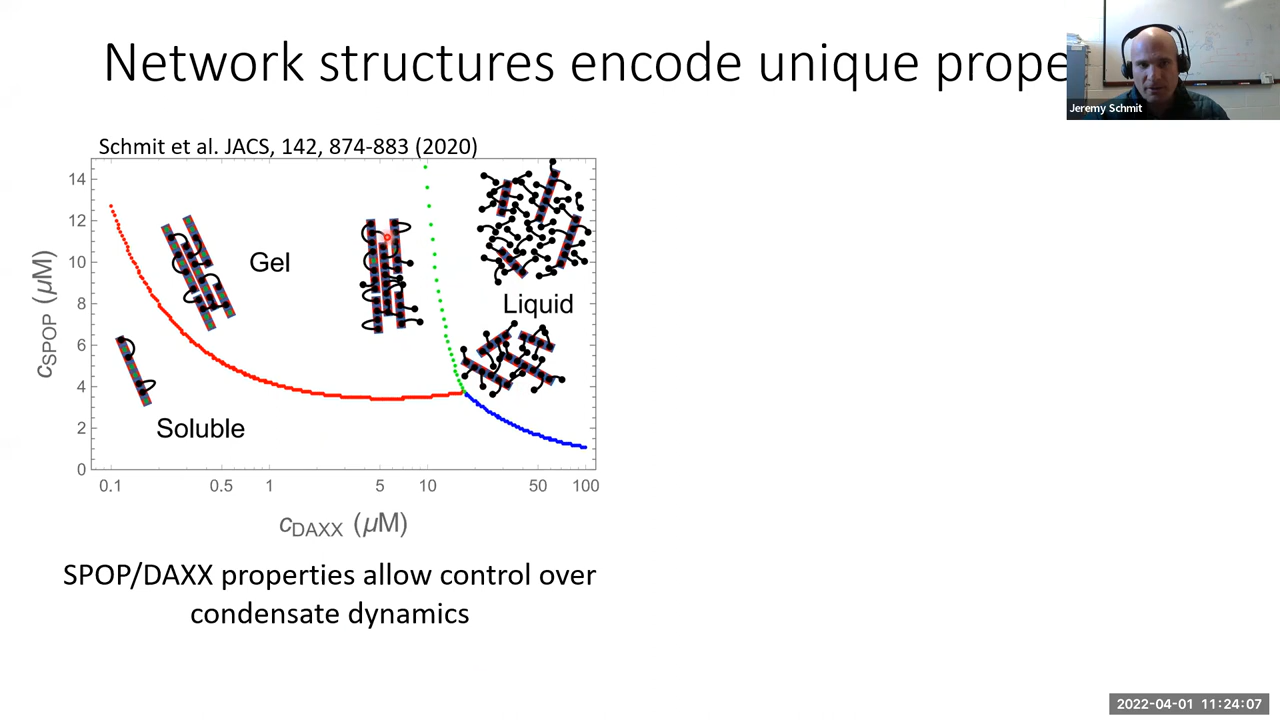 Network structures encode unique prope
Jeremy Schmit
Schmit et al. JACS, 142, 874-883 (2020)
14
12
10
8
6
4
2
0
cSPOP (μM)
Gel
Liquid
Soluble
0.1 0.5 1 5 10 50 100
cDAXX (μM)
SPOP/DAXX properties allow control over
condensate dynamics
2022-04-01 11:24:07